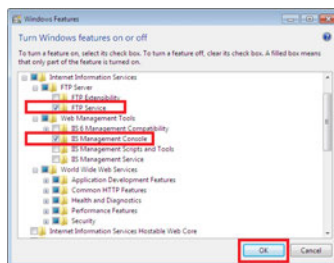 Windows Features
Turn Windows features on or off
To turn a feature on, select its check box. To turn a feature off, clear its check box. A filled box means
that only part of the feature is turned on.
Internet Information Services
FTP Server
FTP Extensibility
FTP Service
Web Management Tools
IIS 6 Management Compatibility
IIS Management Console
IIS Management Scripts and Tools
IIS Management Service
World Wide Web Services
Application Development Features
Common HTTP Features
Health and Diagnostics
Performance Features
Security
Internet Information Services Hostable Web Core
OK
Cancel